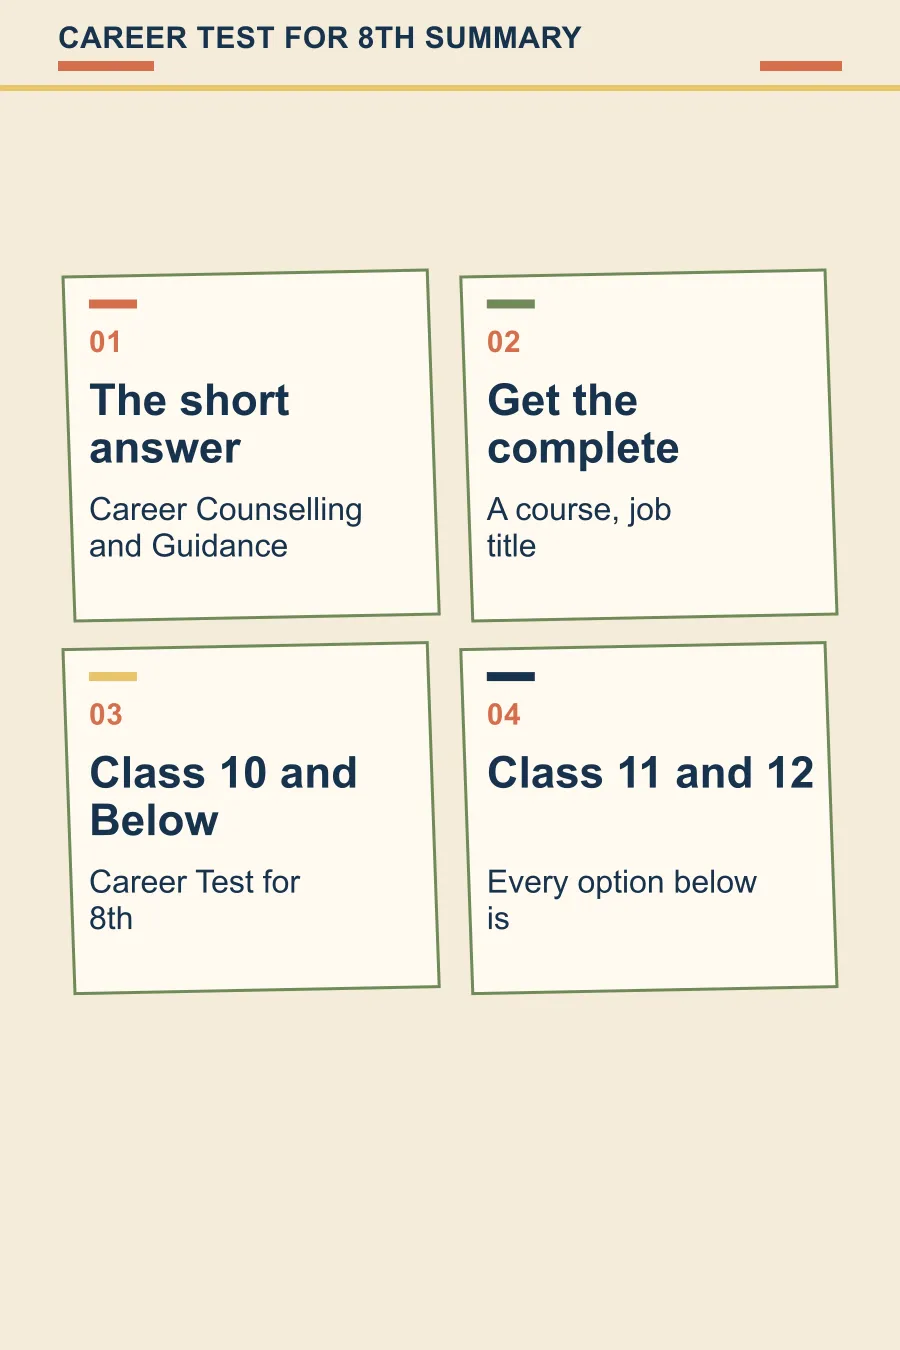 CAREER TEST FOR 8TH SUMMARY
01
The short
answer
Career Counselling
and Guidance
02
Get the
complete
A course, job
title
03
Class 10 and
Below
Career Test for
8th
04
Class 11 and 12
Every option below
is